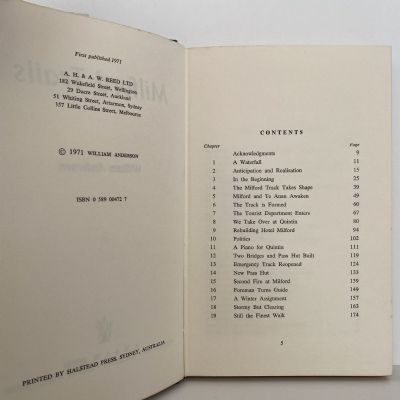 First published 1971
A. H. & A. W. REED LTD
182 Wakefield Street, Wellington
29 Dacre Street, Auckland
51 Whiting Street, Artarmon, Sydney
357 Little Collins Street, Melbourne
© 1971 WILLIAM ANDERSON
ISBN 0 589 00472 7
PRINTED BY HALSTEAD PRESS, SYDNEY, AUSTRALIA
CONTENTS
Chapter Page
Acknowledgments 9
1 A Waterfall 11
2 Anticipation and Realisation 15
3 In the Beginning 25
4 The Milford Track Takes Shape 39
5 Milford and Te Anau Awaken 49
6 The Track is Formed 60
7 The Tourist Department Enters 67
8 We Take Over at Quintin 76
9 Rebuilding Hotel Milford 94
10 Politics 102
11 A Piano for Quintin 111
12 Two Bridges and Pass Hut Built 119
13 Emergency Track Reopened 124
14 New Pass Hut 131
15 Second Fire at Milford 139
16 Foreman Turns Guide 149
17 A Winter Assignment 157
18 Stormy But Clearing 163
19 Still the Finest Walk 174
5